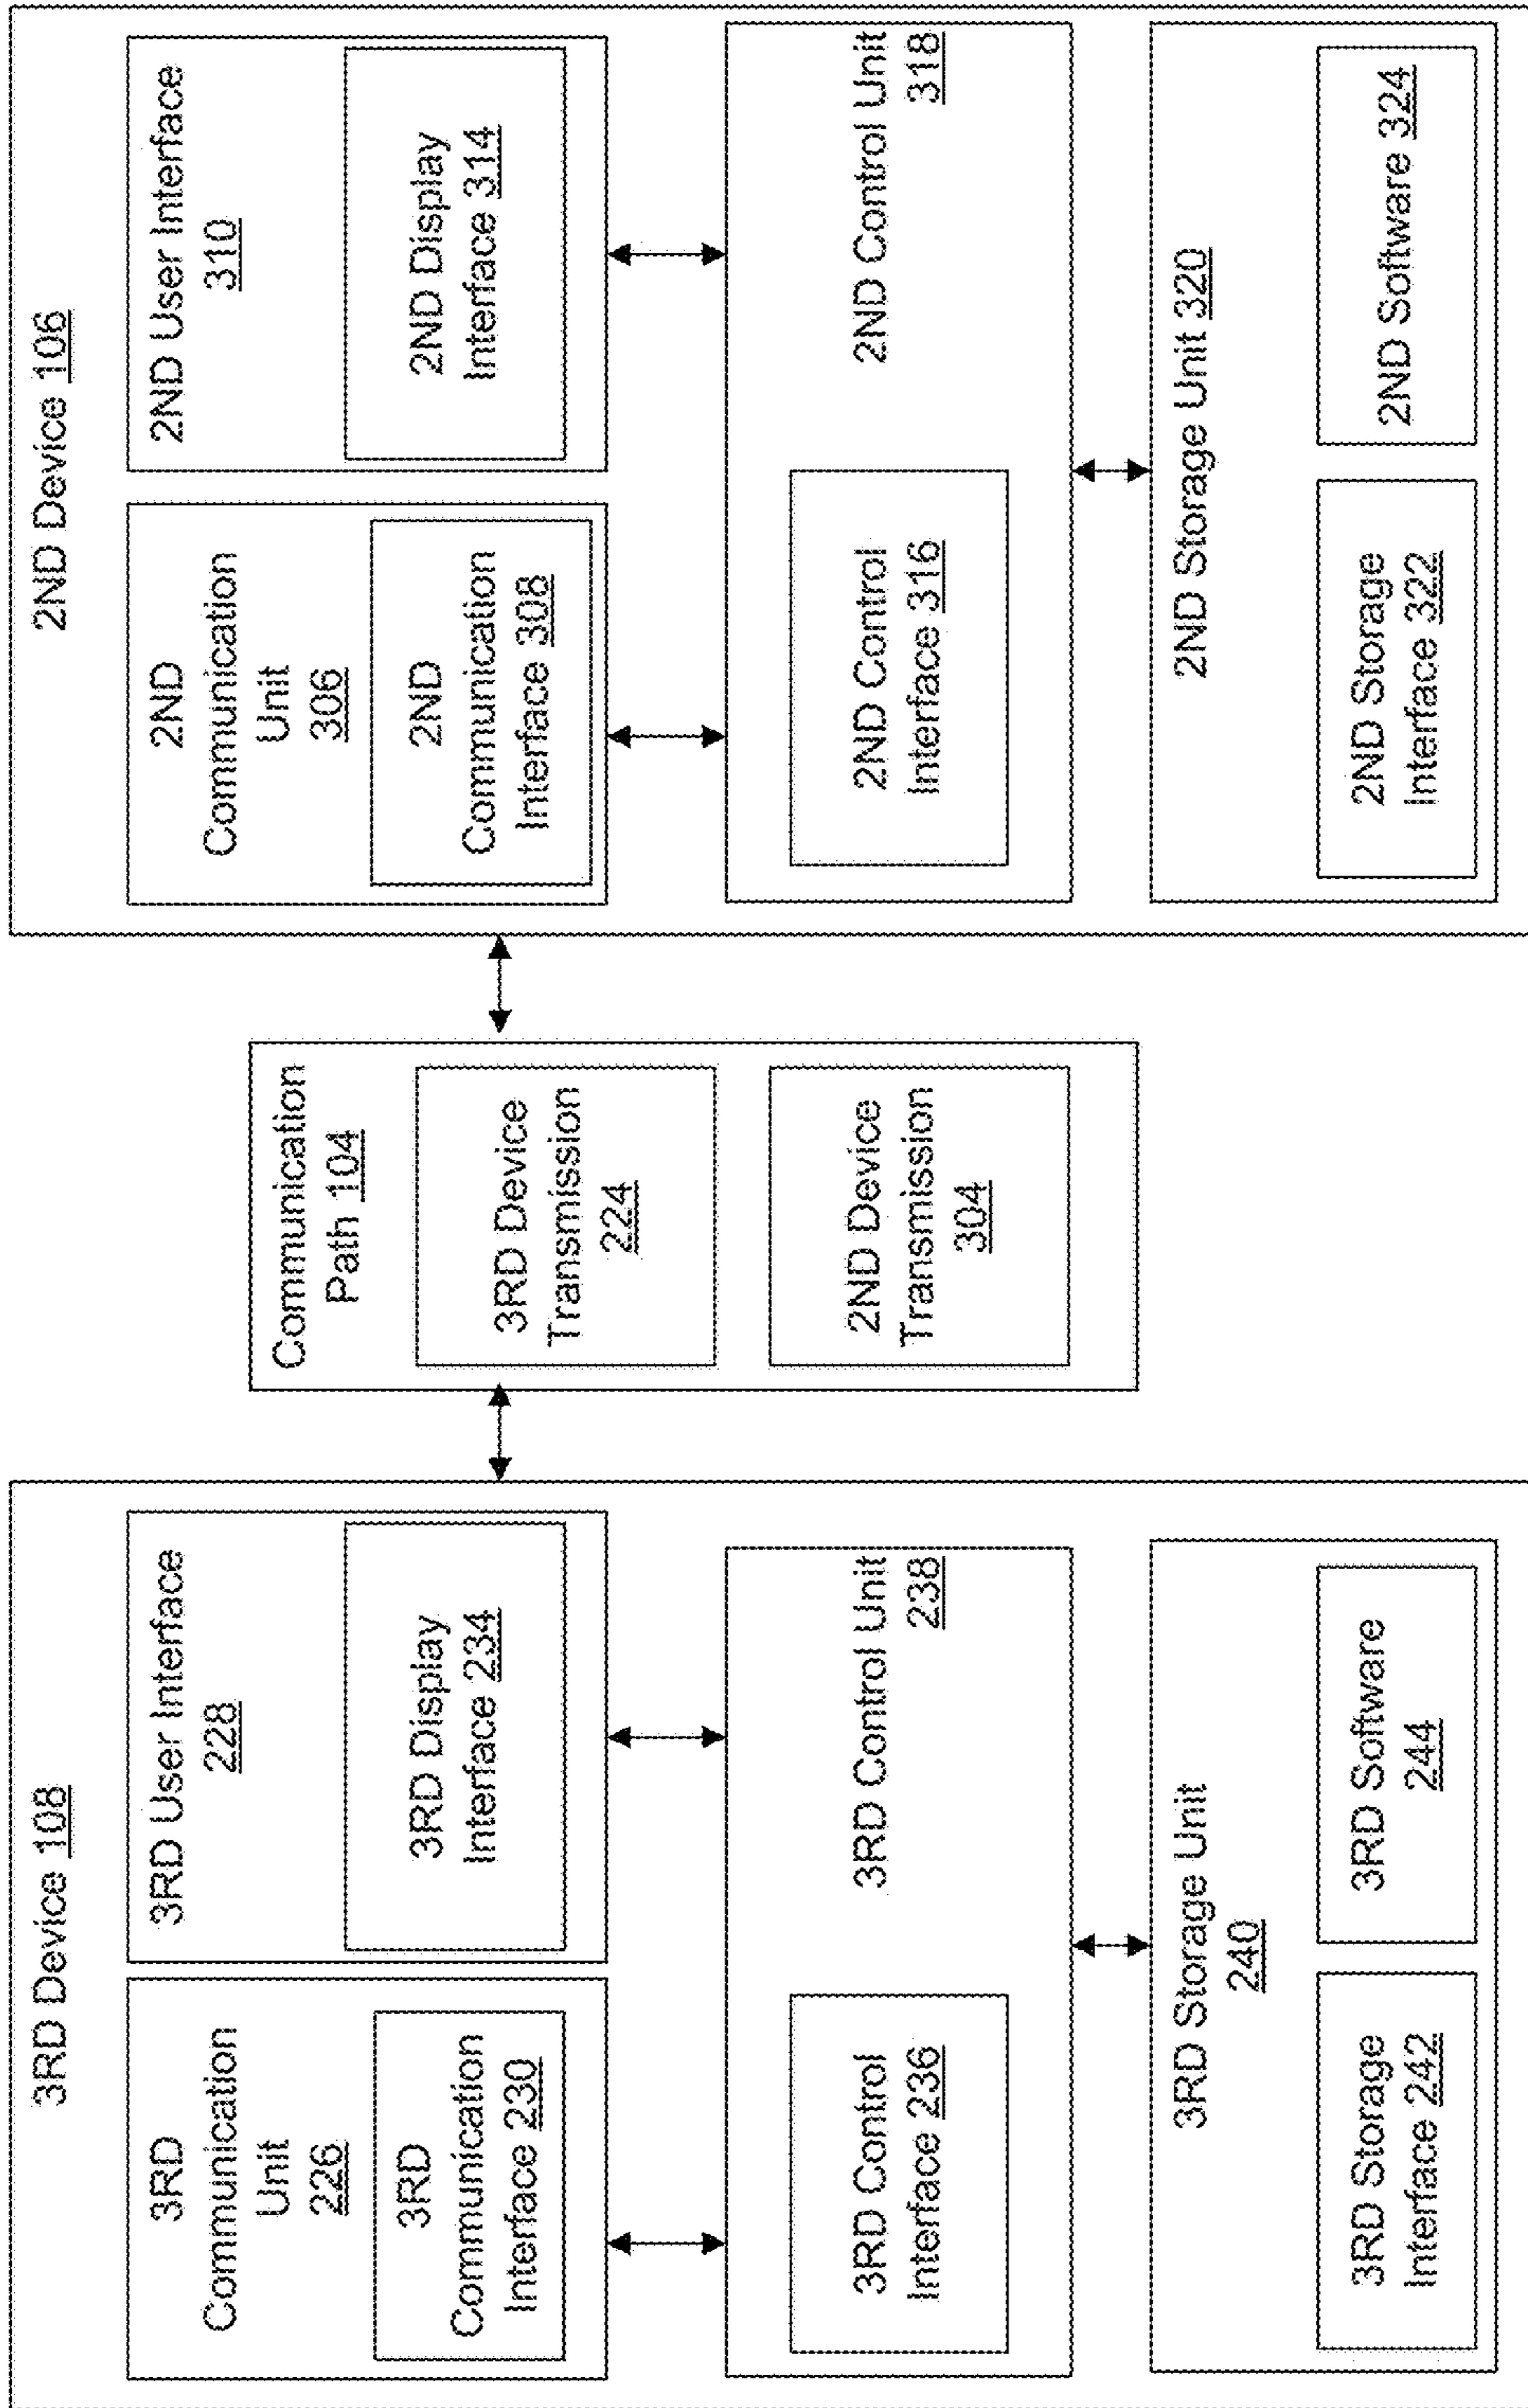 3RD Device 108
3RD
Communication
Unit
226
3RD
Communication
Interface 230
3RD User Interface
228
3RD Display
Interface 234
3RD Control
Interface 236
3RD Control Unit
238
3RD Storage Unit
240
3RD Storage
Interface 242
3RD Software
244
Communication
Path 104
3RD Device
Transmission
224
2ND Device
Transmission
304
2ND Device 106
2ND
Communication
Unit
306
2ND
Communication
Interface 308
2ND User Interface
310
2ND Display
Interface 314
2ND Control
Interface 316
2ND Control Unit
318
2ND Storage Unit 320
2ND Storage
Interface 322
2ND Software 324